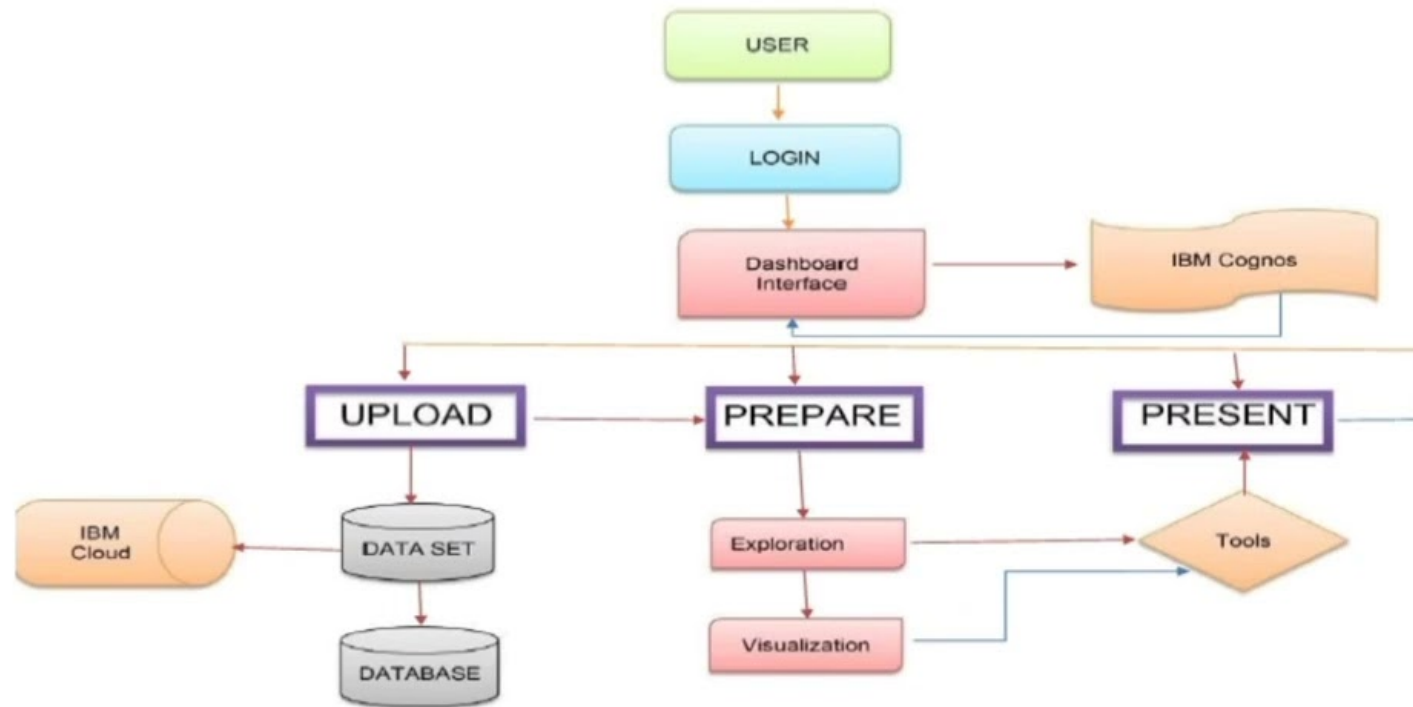 USER
LOGIN
Dashboard
Interface
IBM Cognos
UPLOAD
PREPARE
PRESENT
IBM
Cloud
DATA SET
Exploration
Tools
Visualization
DATABASE